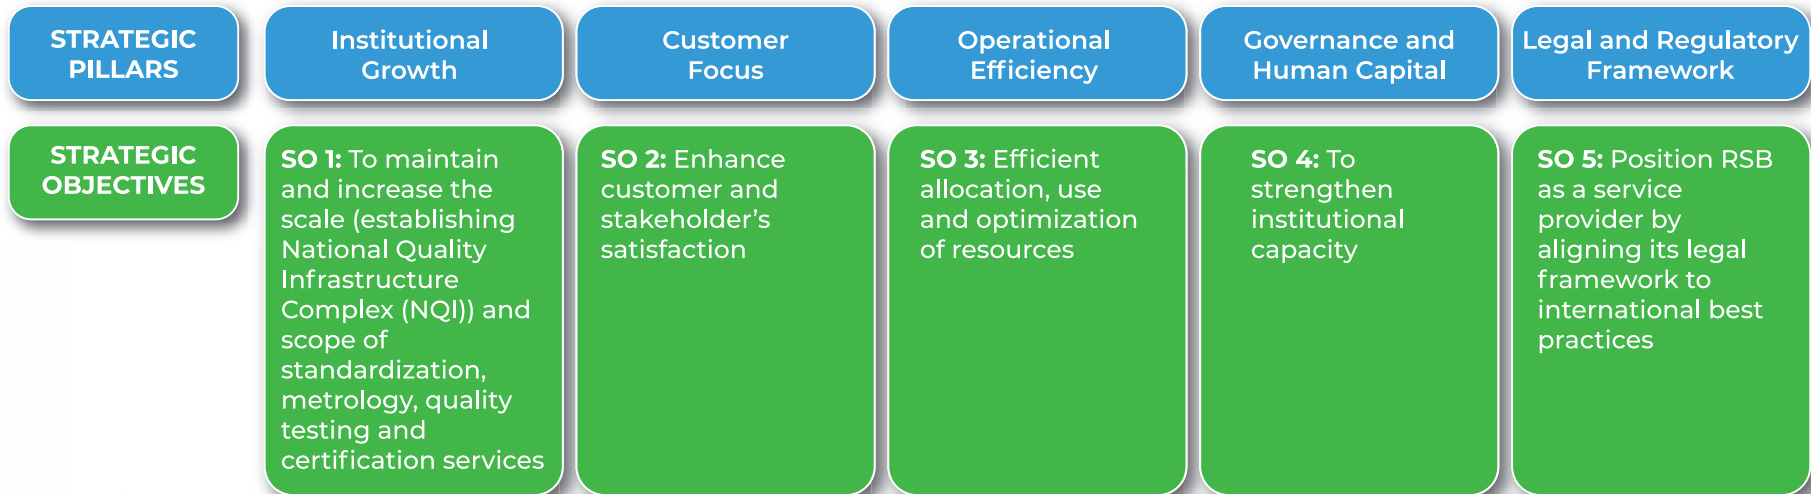 STRATEGIC
PILLARS
Institutional
Growth
Customer
Focus
Operational
Efficiency
Governance and
Human Capital
Legal and Regulatory
Framework
STRATEGIC
OBJECTIVES
SO 1: To maintain
and increase the
scale (establishing
National Quality
Infrastructure
Complex (NQI)) and
scope of
standardization,
metrology, quality
testing and
certification services
SO 2: Enhance
customer and
stakeholder’s
satisfaction
SO 3: Efficient
allocation, use
and optimization
of resources
SO 4: To
strengthen
institutional
capacity
SO 5: Position RSB
as a service
provider by
aligning its legal
framework to
international best
practices